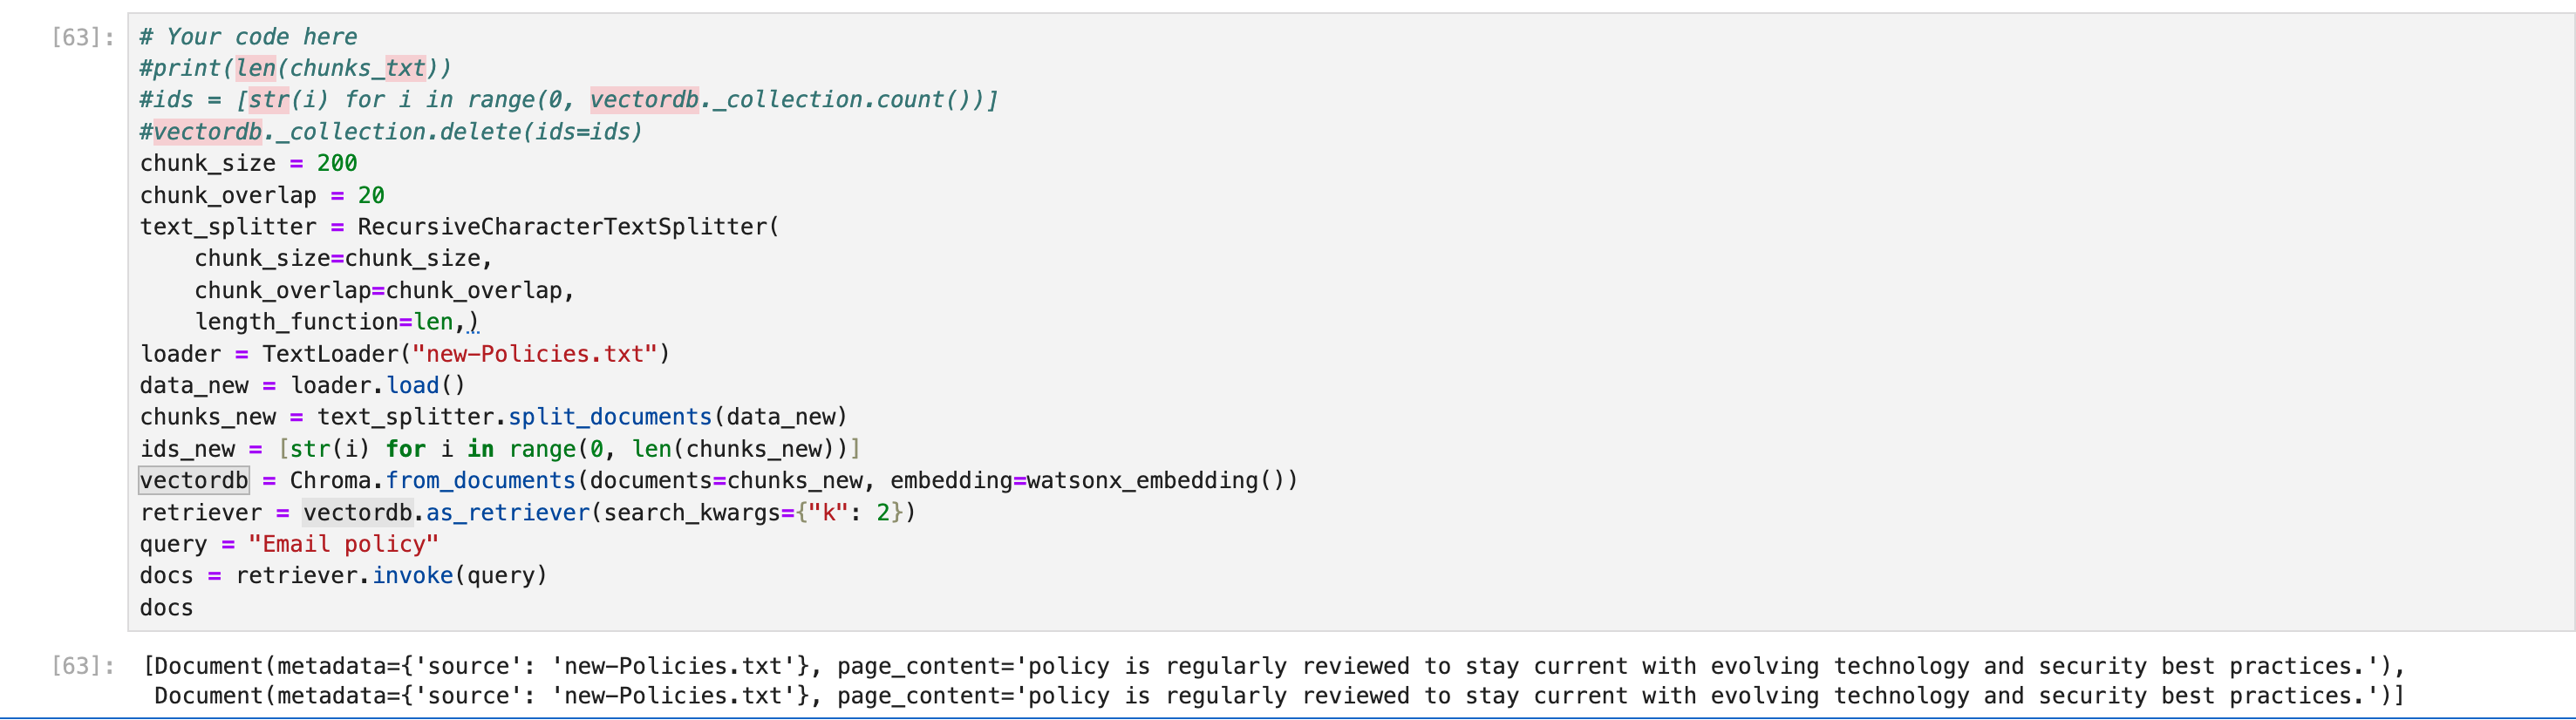 [63]: # Your code here
#print(len(chunks_txt))
#ids = [str(i) for i in range(0, vectordb._collection.count())]
#vectordb._collection.delete(ids=ids)
chunk_size = 200
chunk_overlap = 20
text_splitter = RecursiveCharacterTextSplitter(
    chunk_size=chunk_size,
    chunk_overlap=chunk_overlap,
    length_function=len,)
loader = TextLoader("new-Policies.txt")
data_new = loader.load()
chunks_new = text_splitter.split_documents(data_new)
ids_new = [str(i) for i in range(0, len(chunks_new))]
vectordb = Chroma.from_documents(documents=chunks_new, embedding=watsonx_embedding())
retriever = vectordb.as_retriever(search_kwargs={"k": 2})
query = "Email policy"
docs = retriever.invoke(query)
docs
[63]: [Document(metadata={'source': 'new-Policies.txt'}, page_content='policy is regularly reviewed to stay current with evolving technology and security best practices.'),
 Document(metadata={'source': 'new-Policies.txt'}, page_content='policy is regularly reviewed to stay current with evolving technology and security best practices.')]